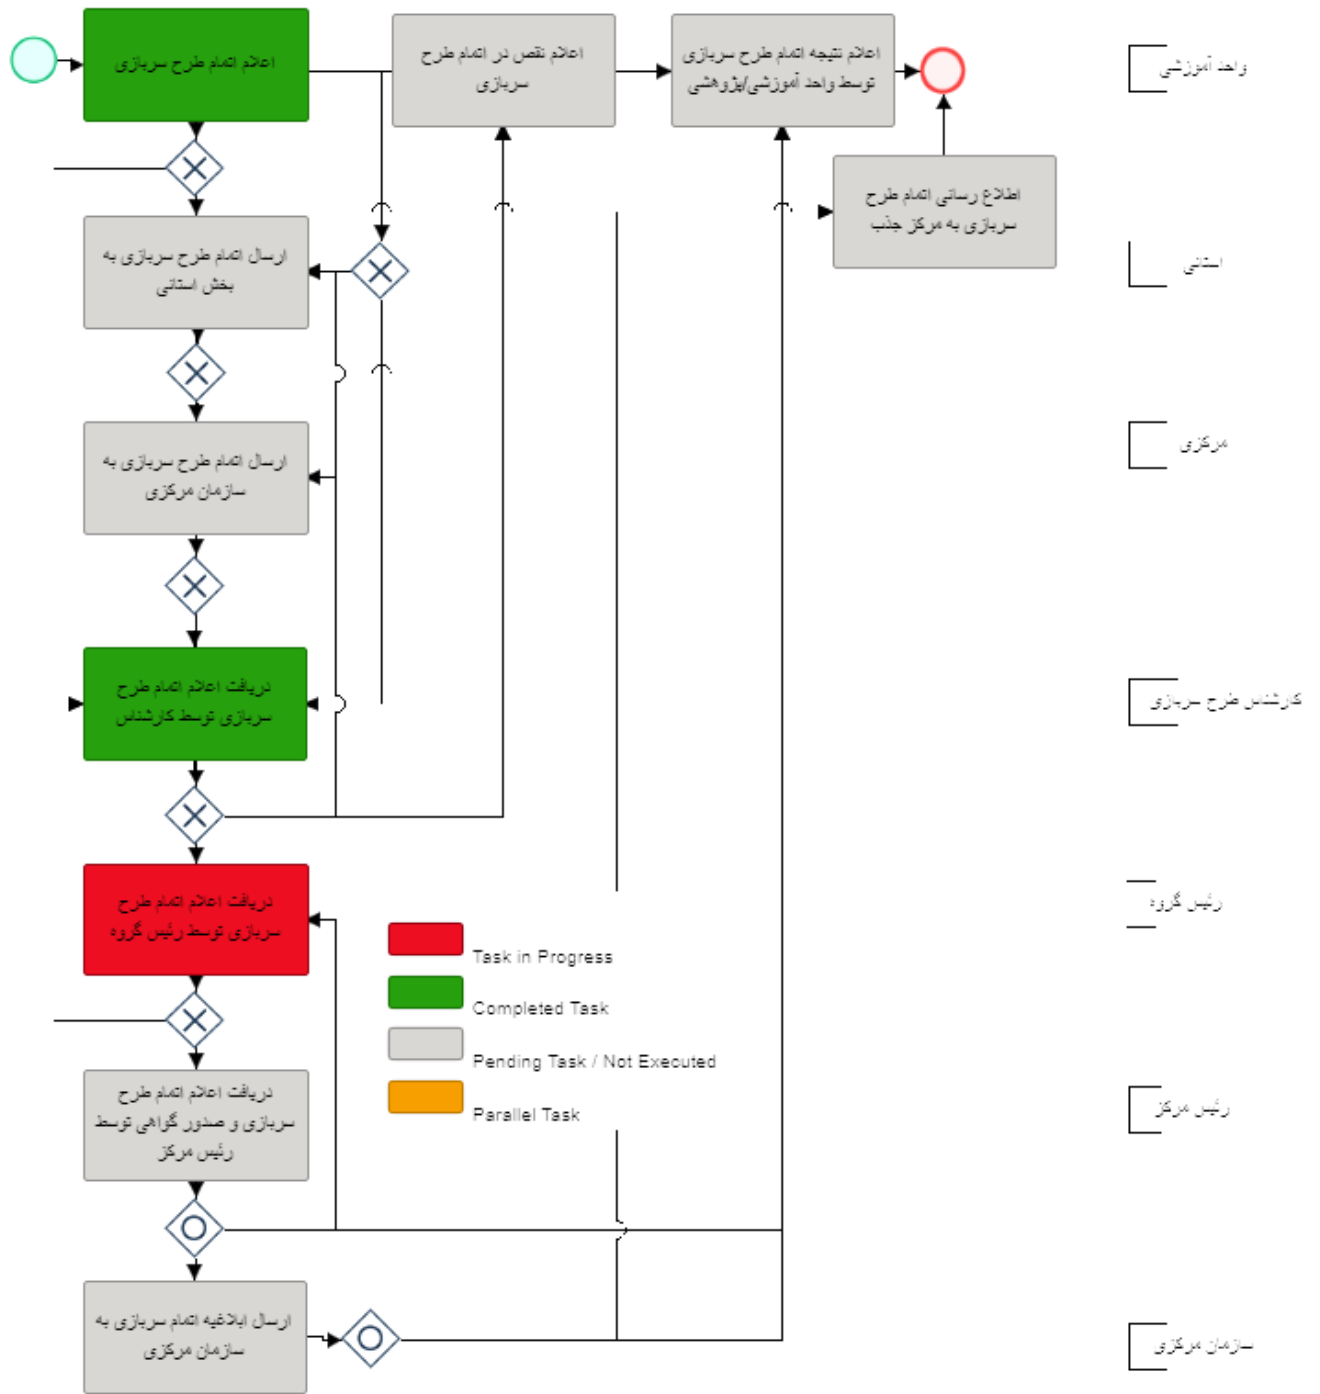 اعلام اتمام طرح سربازی
اعلام نقص در اتمام طرح
سربازی
اعلام نتیجه اتمام طرح سربازی
توسط واحد آموزشی/پژوهشی
واحد آموزشی
اطلاع رسانی اتمام طرح
سربازی به مرکز جذب
ارسال اتمام طرح سربازی به
بخش استانی
استانی
ارسال اتمام طرح سربازی به
سازمان مرکزی
مرکزی
دریافت اعلام اتمام طرح
سربازی توسط کارشناس
کارشناس طرح سربازی
دریافت اعلام اتمام طرح
سربازی توسط رئیس گروه
رئیس گروه
Task in Progress
Completed Task
Pending Task / Not Executed
Parallel Task
دریافت اعلام اتمام طرح
سربازی و صدور گواهی توسط
رئیس مرکز
رئیس مرکز
ارسال ابلاغیه اتمام سربازی به
سازمان مرکزی
سازمان مرکزی